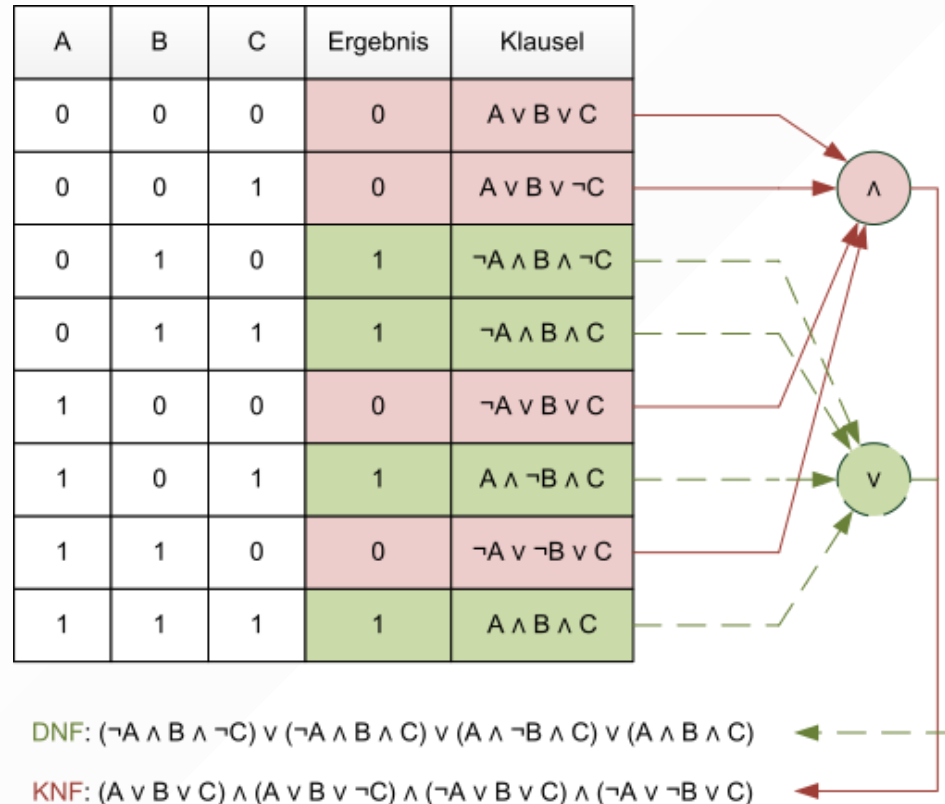 A B C Ergebnis Klausel
0 0 0 0 A ∨ B ∨ C
0 0 1 0 A ∨ B ∨ ¬C
0 1 0 1 ¬A ∧ B ∧ ¬C
0 1 1 1 ¬A ∧ B ∧ C
1 0 0 0 ¬A ∨ B ∨ C
1 0 1 1 A ∧ ¬B ∧ C
1 1 0 0 ¬A ∨ ¬B ∨ C
1 1 1 1 A ∧ B ∧ C
∧
∨
DNF: (¬A ∧ B ∧ ¬C) ∨ (¬A ∧ B ∧ C) ∨ (A ∧ ¬B ∧ C) ∨ (A ∧ B ∧ C)
KNF: (A ∨ B ∨ C) ∧ (A ∨ B ∨ ¬C) ∧ (¬A ∨ B ∨ C) ∧ (¬A ∨ ¬B ∨ C)